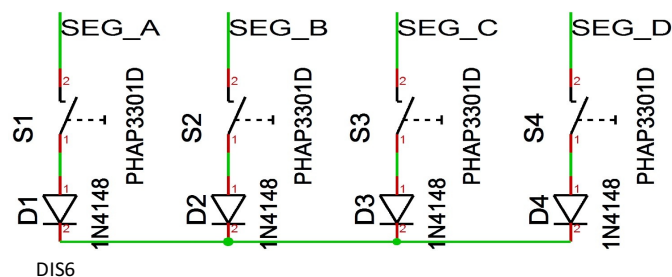 SEG_A SEG_B SEG_C SEG_D
2 2 2 2
S1 PHAP3301D S2 PHAP3301D S3 PHAP3301D S4 PHAP3301D
1 1 1 1
1 1 1 1
D1 1N4148 D2 1N4148 D3 1N4148 D4 1N4148
2 2 2 2
DIS6